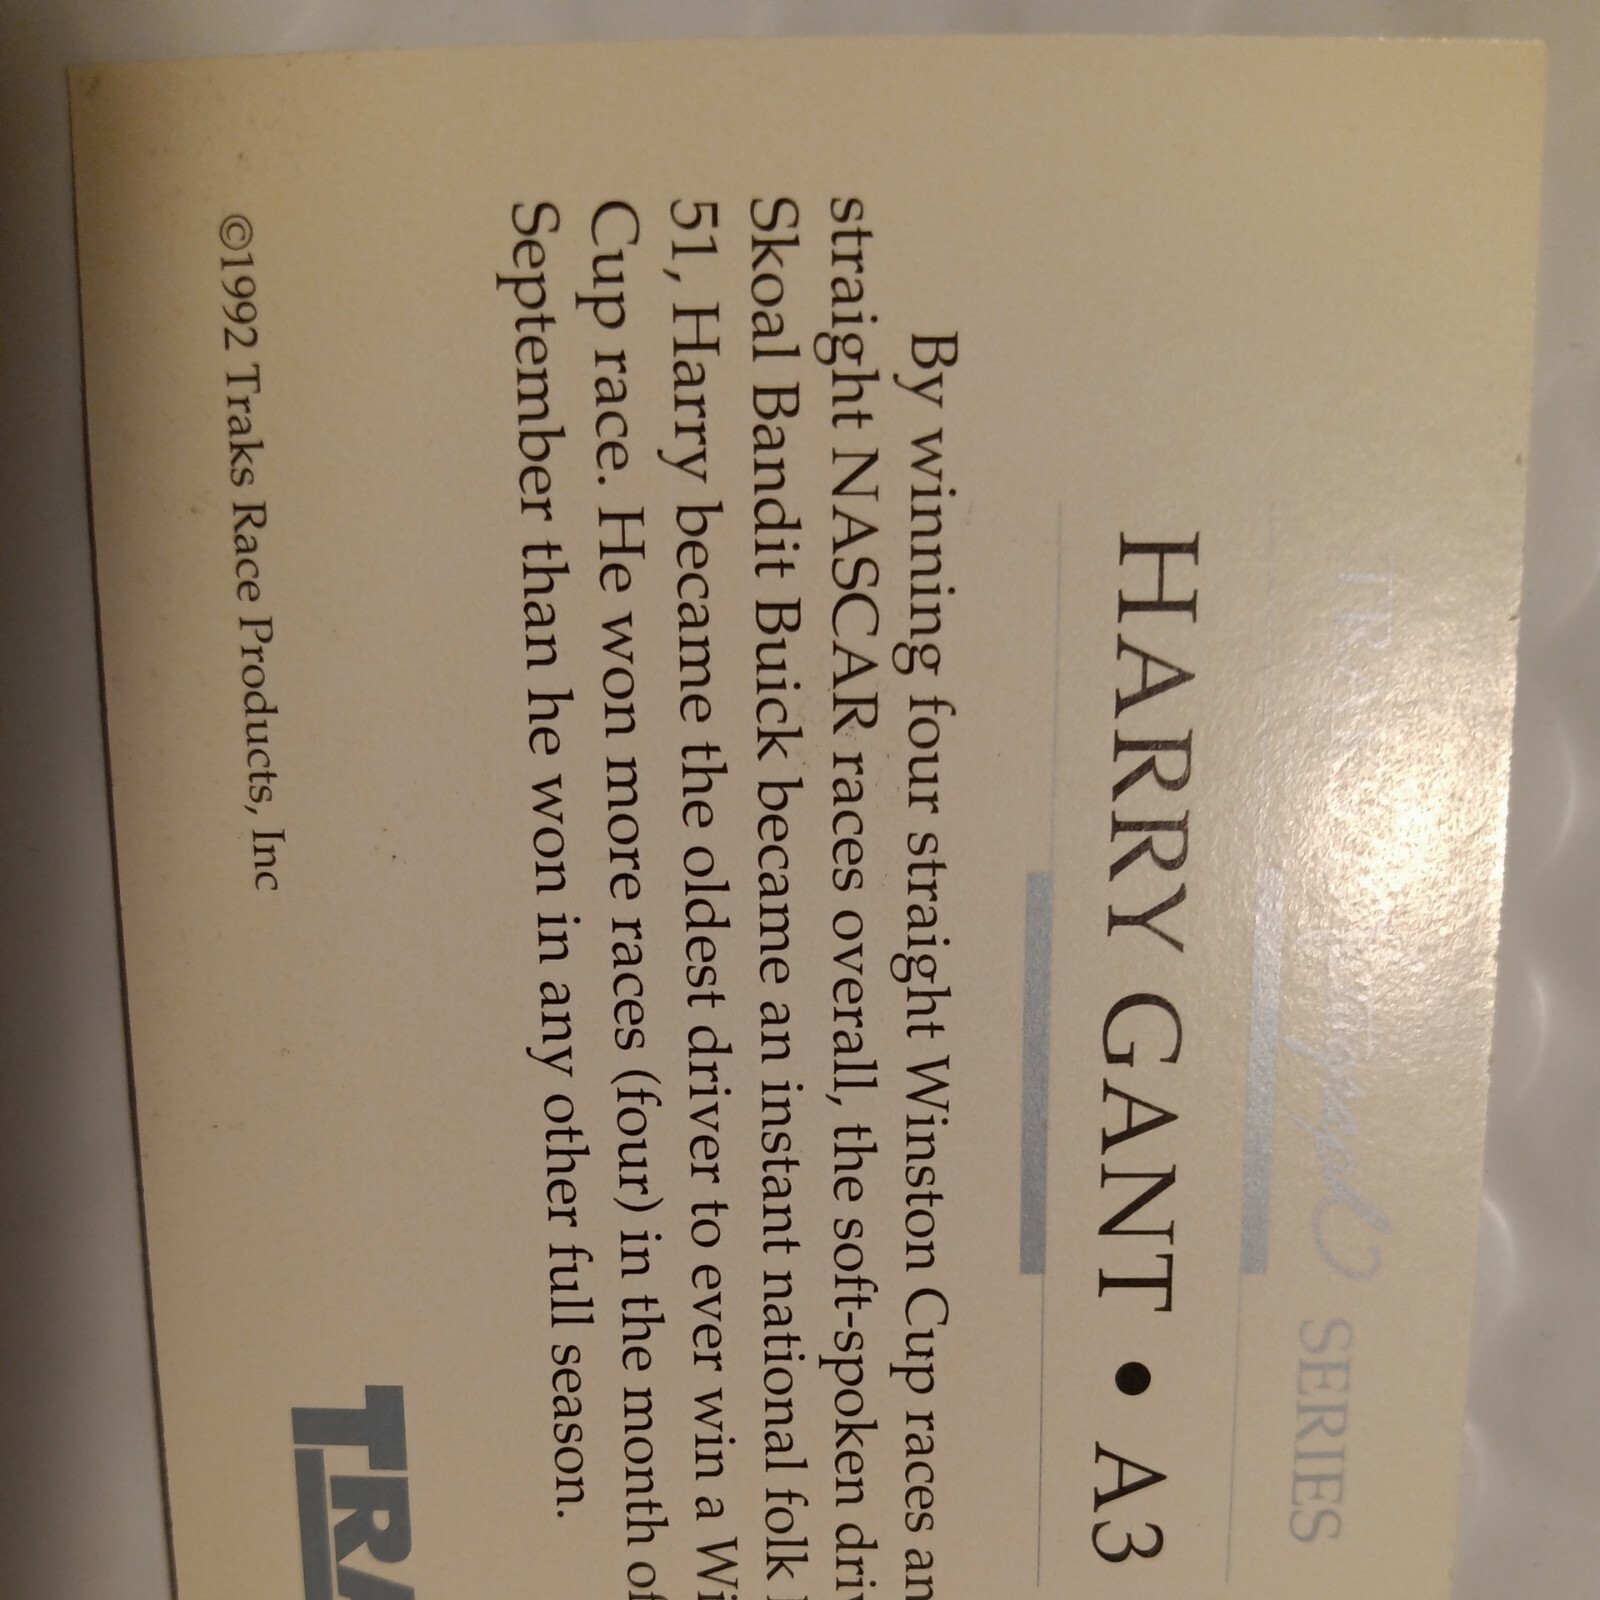 SERIES
HARRY GANT • A3
By winning four straight Winston Cup races an
straight NASCAR races overall, the soft-spoken driv
Skoal Bandit Buick became an instant national folk
51, Harry became the oldest driver to ever win a Wi
Cup race. He won more races (four) in the month of
September than he won in any other full season.
TRA
©1992 Traks Race Products, Inc